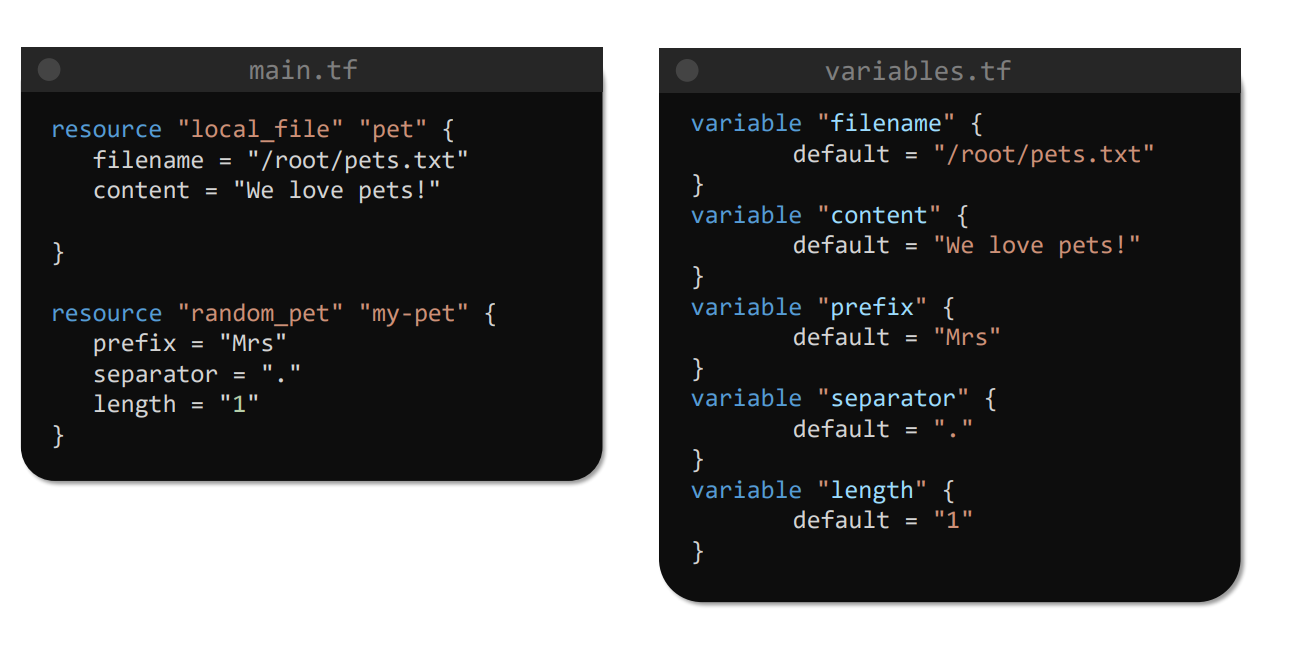 main.tf
resource "local_file" "pet" {
filename = "/root/pets.txt"
content = "We love pets!"
}
resource "random_pet" "my-pet" {
prefix = "Mrs"
separator = "."
length = "1"
}
variables.tf
variable "filename" {
default = "/root/pets.txt"
}
variable "content" {
default = "We love pets!"
}
variable "prefix" {
default = "Mrs"
}
variable "separator" {
default = "."
}
variable "length" {
default = "1"
}